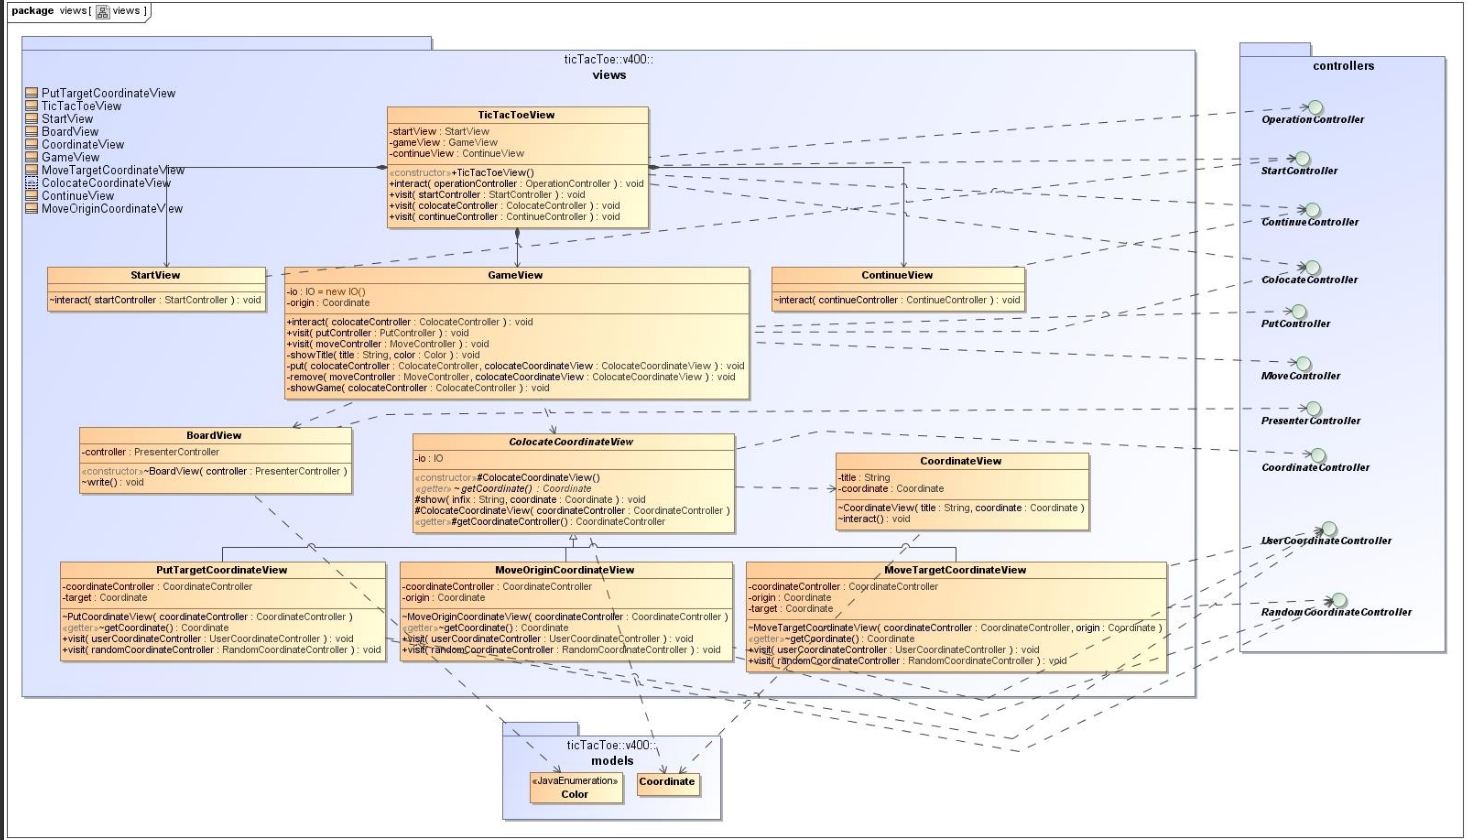 package views[ views ]
ticTacToe::v400::
views
controllers
PutTargetCoordinateView
TicTacToeView
StartView
BoardView
CoordinateView
GameView
MoveTargetCoordinateView
ColocateCoordinateView
ContinueView
MoveOriginCoordinateView
TicTacToeView
-startView : StartView
-gameView : GameView
-continueView : ContinueView
«constructor»+TicTacToeView()
+interact( operationController : OperationController ) : void
+visit( startController : StartController ) : void
+visit( colocateController : ColocateController ) : void
+visit( continueController : ContinueController ) : void
StartView
~interact( startController : StartController ) : void
GameView
-io : IO = new IO()
-origin : Coordinate
+interact( colocateController : ColocateController ) : void
+visit( putController : PutController ) : void
+visit( moveController : MoveController ) : void
-showTitle( title : String, color : Color ) : void
-put( colocateController : ColocateController, colocateCoordinateView : ColocateCoordinateView ) : void
-remove( moveController : MoveController, colocateCoordinateView : ColocateCoordinateView ) : void
-showGame( colocateController : ColocateController ) : void
ContinueView
~interact( continueController : ContinueController ) : void
OperationController
StartController
ContinueController
ColocateController
PutController
MoveController
PresenterController
CoordinateController
UserCoordinateController
RandomCoordinateController
BoardView
-controller : PresenterController
«constructor»~BoardView( controller : PresenterController )
~write() : void
ColocateCoordinateView
-io : IO
«constructor»#ColocateCoordinateView()
«getter» ~getCoordinate() : Coordinate
#show( infix : String, coordinate : Coordinate ) : void
#ColocateCoordinateView( coordinateController : CoordinateController )
«getter»#getCoordinateController() : CoordinateController
CoordinateView
-title : String
-coordinate : Coordinate
~CoordinateView( title : String, coordinate : Coordinate )
~interact() : void
PutTargetCoordinateView
-coordinateController : CoordinateController
-target : Coordinate
~PutCoordinateView( coordinateController : CoordinateController )
«getter»~getCoordinate() : Coordinate
+visit( userCoordinateController : UserCoordinateController ) : void
+visit( randomCoordinateController : RandomCoordinateController ) : void
MoveOriginCoordinateView
-coordinateController : CoordinateController
-origin : Coordinate
~MoveOriginCoordinateView( coordinateController : CoordinateController )
«getter»~getCoordinate() : Coordinate
+visit( userCoordinateController : UserCoordinateController ) : void
+visit( randomCoordinateController : RandomCoordinateController ) : void
MoveTargetCoordinateView
-coordinateController : CoordinateController
-origin : Coordinate
-target : Coordinate
~MoveTargetCoordinateView( coordinateController : CoordinateController, origin : Coordinate )
«getter»~getCoordinate() : Coordinate
+visit( userCoordinateController : UserCoordinateController ) : void
+visit( randomCoordinateController : RandomCoordinateController ) : void
ticTacToe::v400::
models
«JavaEnumeration»
Color
Coordinate